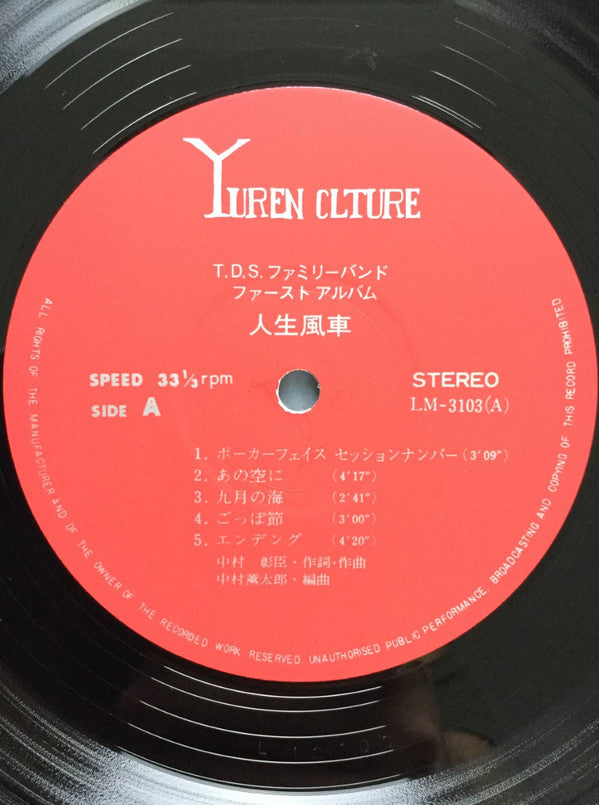 YUREN CLTURE
T.D.S.ファミリーバンド
ファースト アルバム
人生風車
SPEED 33⅓rpm
STEREO
SIDE A
LM-3103(A)
1. ポーカーフェイス セッションナンバー(3'09")
2. あの空に (4'17")
3. 九月の海 (2'41")
4. ごっぽ節 (3'00")
5. エンデング (4'20")
中村 彰臣・作詞・作曲
中村薫太郎・編曲
ALL RIGHTS OF THE MANUFACTURER AND OF THE OWNER OF THE RECORDED WORK RESERVED. UNAUTHORISED PUBLIC PERFORMANCE, BROADCASTING AND COPYING OF THIS RECORD PROHIBITED.